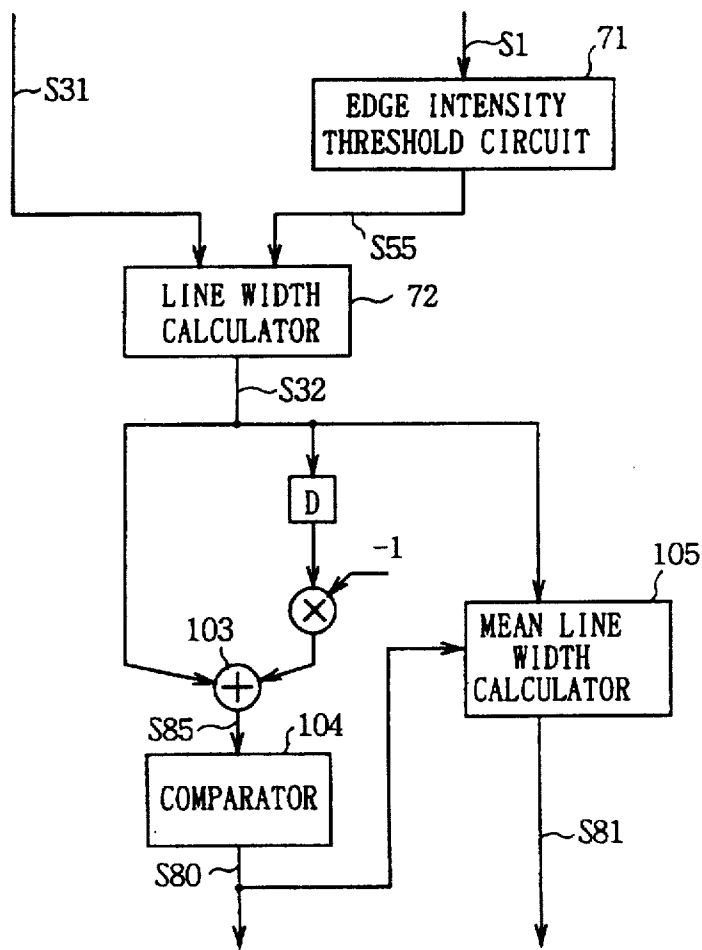 S1
71
S31
EDGE INTENSITY
THRESHOLD CIRCUIT
S55
LINE WIDTH
CALCULATOR
72
S32
D
-1
105
103
MEAN LINE
WIDTH
CALCULATOR
S85
104
COMPARATOR
S80
S81